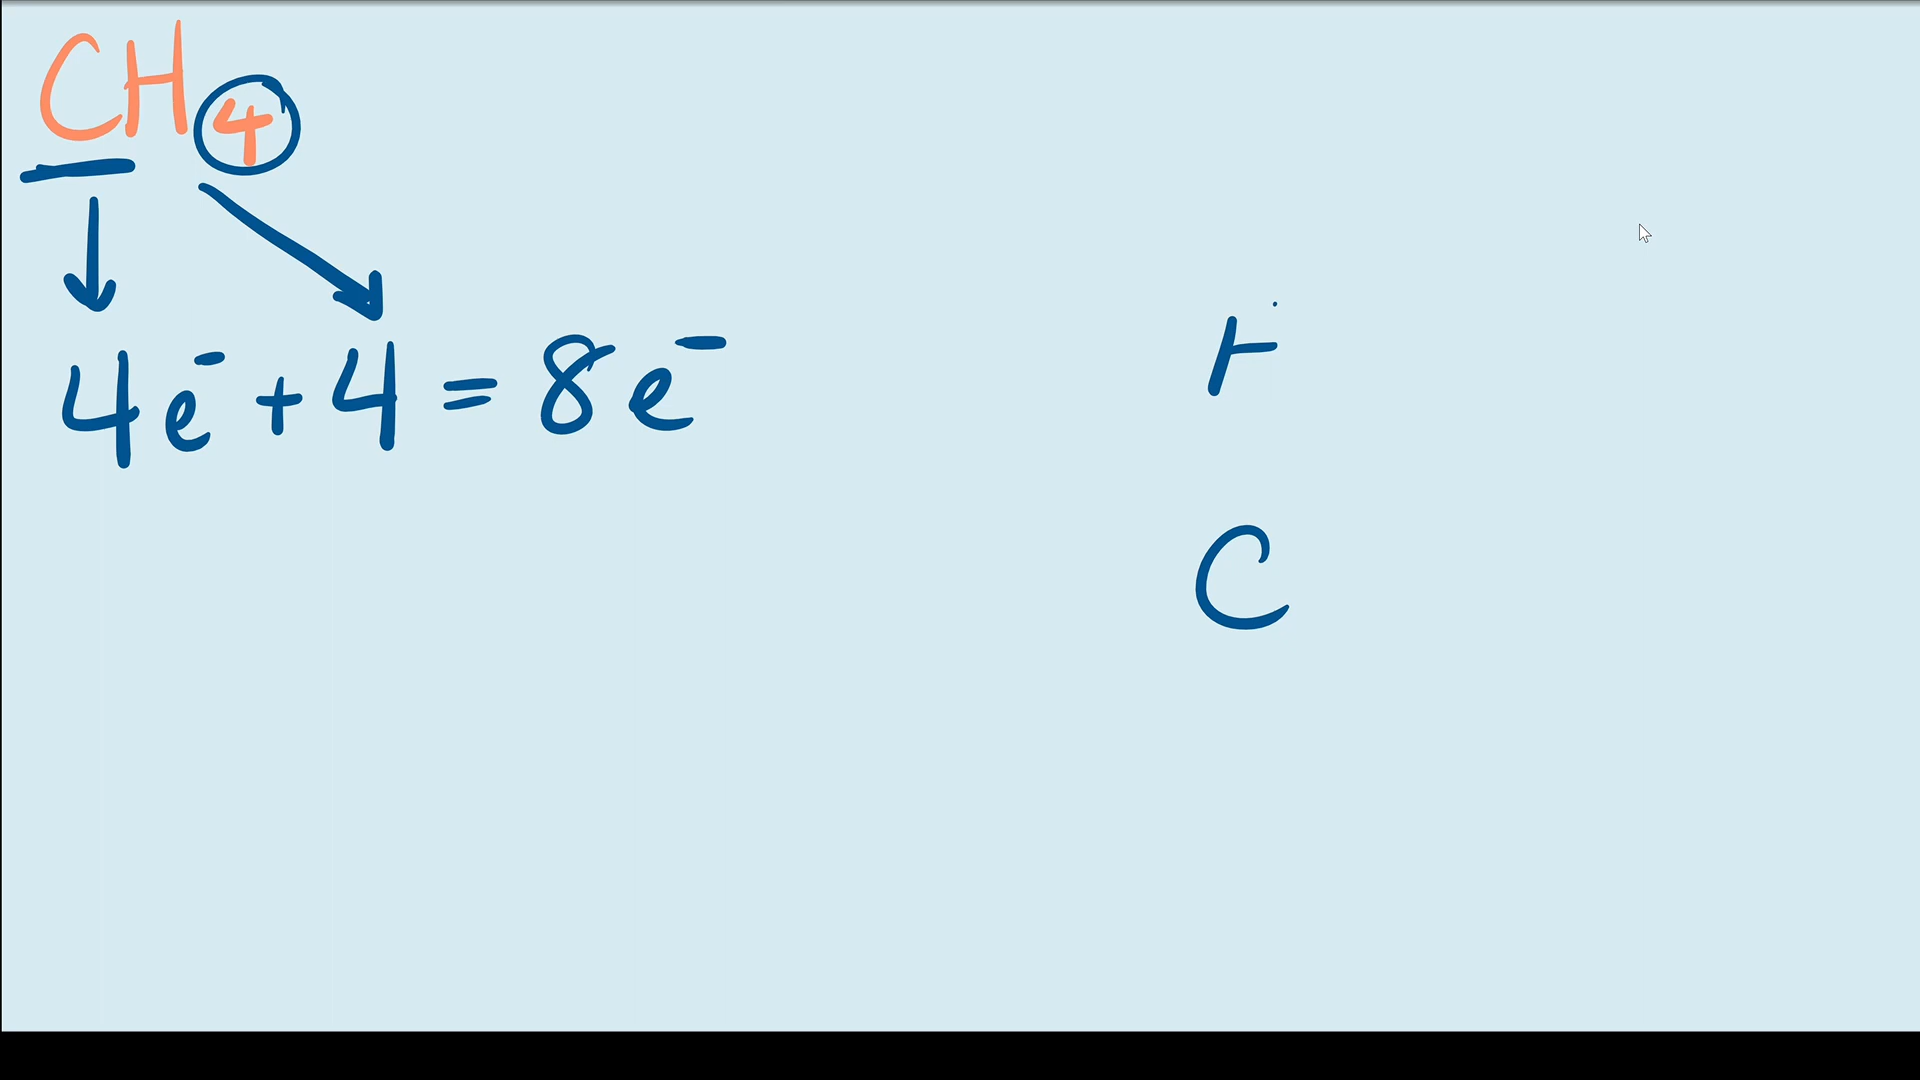 CH4
4e⁻ + 4 = 8e⁻
C